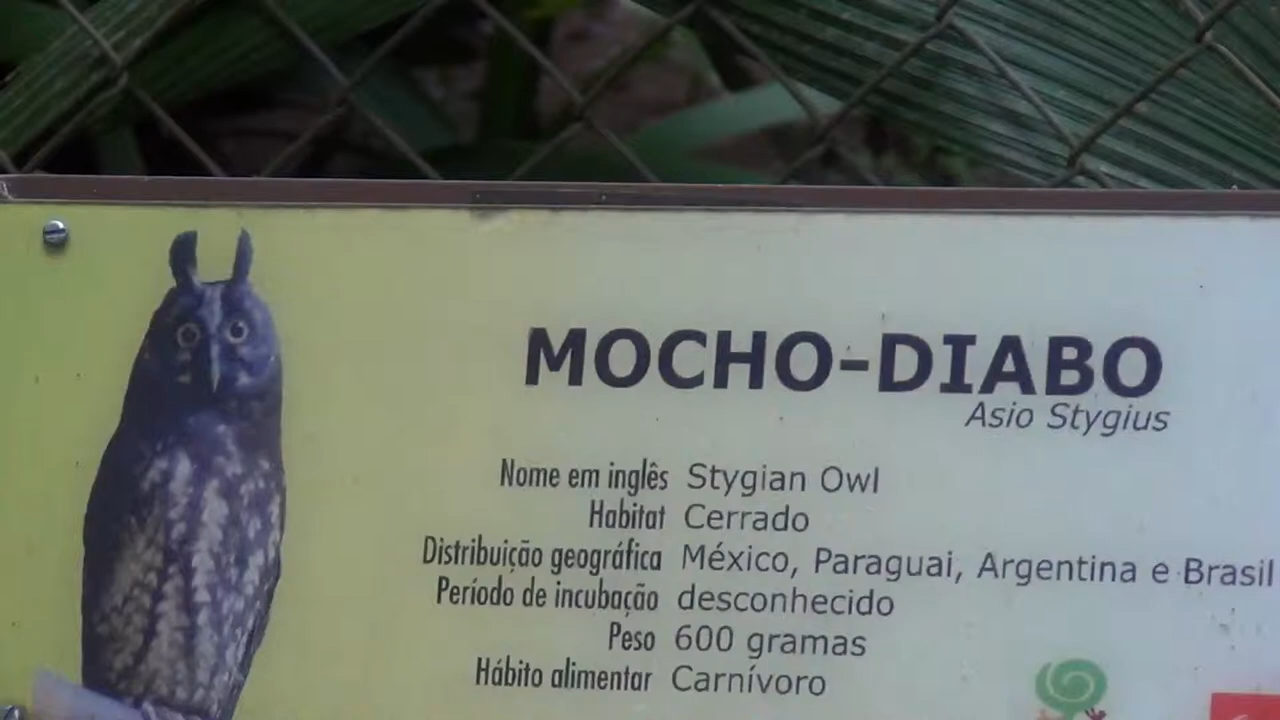 MOCHO-DIABO
Asio Stygius
Nome em inglês Stygian Owl
Habitat Cerrado
Distribuição geográfica México, Paraguai, Argentina e Brasil
Período de incubação desconhecido
Peso 600 gramas
Hábito alimentar Carnívoro